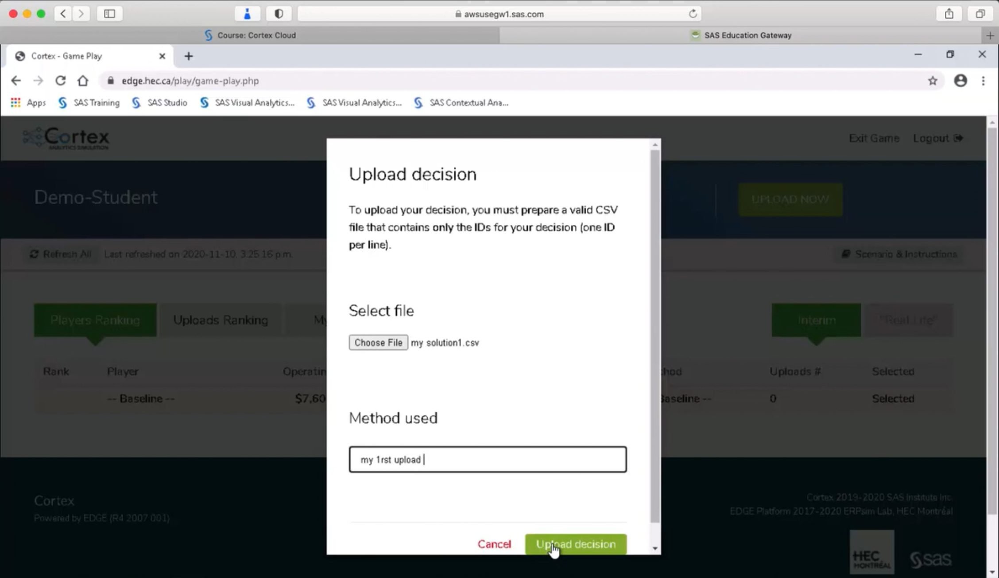 awsusegw1.sas.com
Course: Cortex Cloud
SAS Education Gateway
Cortex - Game Play
edge.hec.ca/play/game-play.php
Apps
SAS Training
SAS Studio
SAS Visual Analytics...
SAS Visual Analytics...
SAS Contextual Ana...
Cortex
ANALYTICS SIMULATION
Exit Game
Logout
Demo-Student
UPLOAD NOW
Refresh All
Last refreshed on 2020-11-10, 3:25:16 p.m.
Scenario & Instructions
Players Ranking
Uploads Ranking
My
Interim
"Real Life"
Rank Player Operatin
hod Uploads # Selected
-- Baseline -- $7,60
Baseline -- 0 Selected
Upload decision
To upload your decision, you must prepare a valid CSV
file that contains only the IDs for your decision (one ID
per line).
Select file
Choose File my solution1.csv
Method used
my 1rst upload
Cancel
Upload decision
Cortex
Powered by EDGE (R4 2007 001)
Cortex 2019-2020 SAS Institute Inc.
EDGE Platform 2017-2020 ERPsim Lab, HEC Montréal
HEC
MONTRÉAL
sas